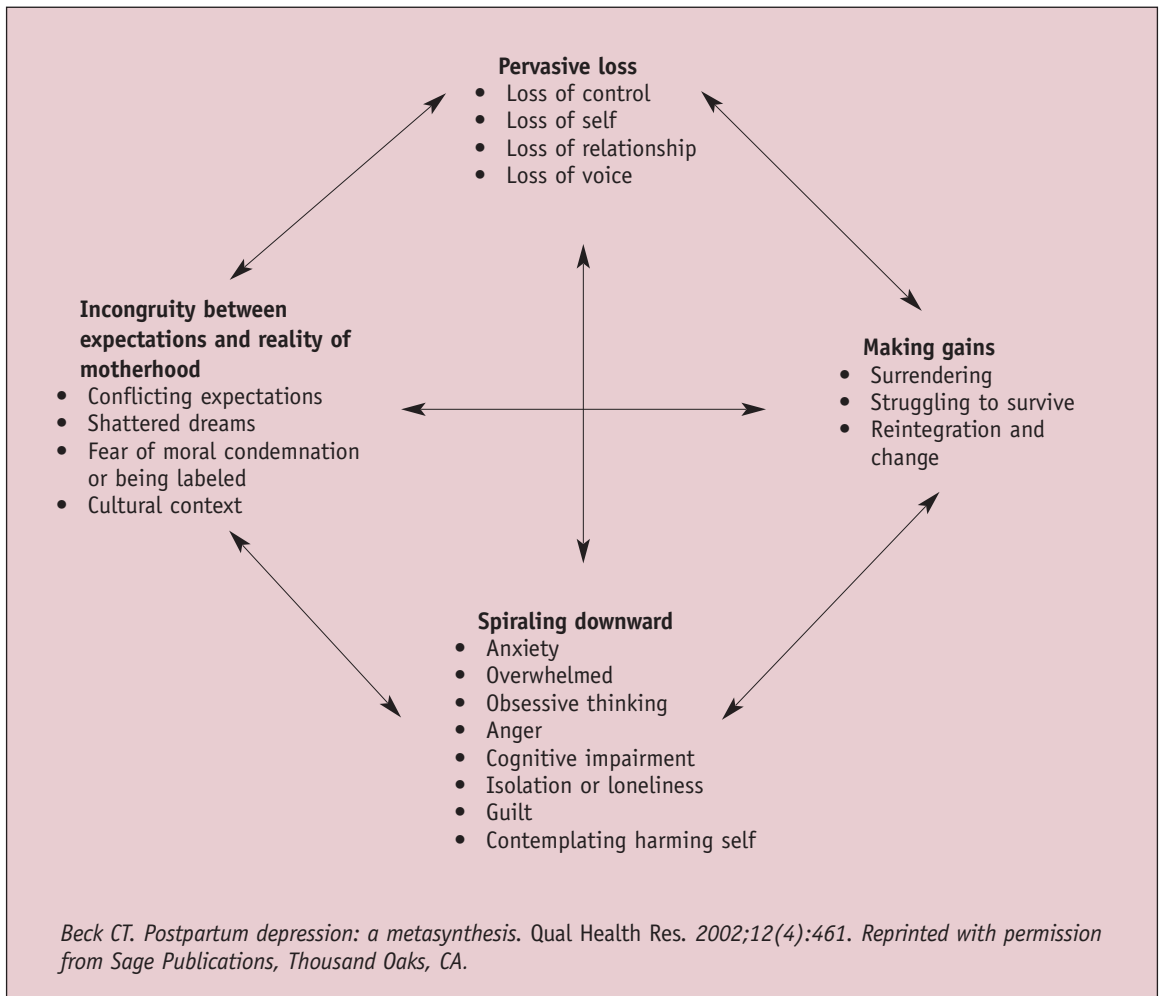 Pervasive loss
• Loss of control
• Loss of self
• Loss of relationship
• Loss of voice
Incongruity between
expectations and reality of
motherhood
• Conflicting expectations
• Shattered dreams
• Fear of moral condemnation
or being labeled
• Cultural context
Making gains
• Surrendering
• Struggling to survive
• Reintegration and
change
Spiraling downward
• Anxiety
• Overwhelmed
• Obsessive thinking
• Anger
• Cognitive impairment
• Isolation or loneliness
• Guilt
• Contemplating harming self
Beck CT. Postpartum depression: a metasynthesis. Qual Health Res. 2002;12(4):461. Reprinted with permission
from Sage Publications, Thousand Oaks, CA.